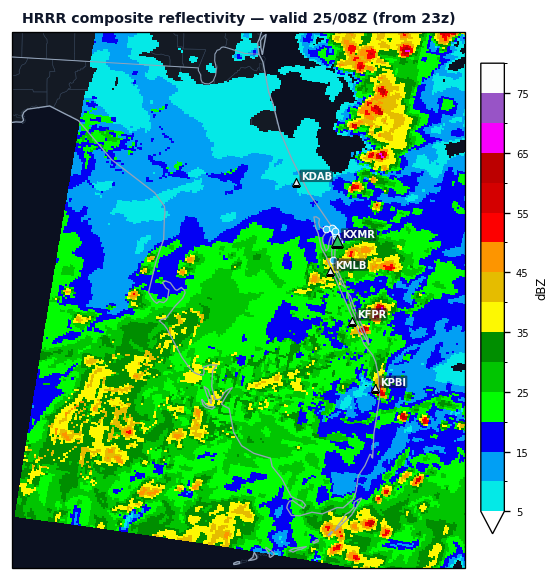 HRRR composite reflectivity — valid 25/08Z (from 23z)
KDAB
KXMR
KMLB
KFPR
KPBI
75
65
55
45
35
25
15
5
dBZ